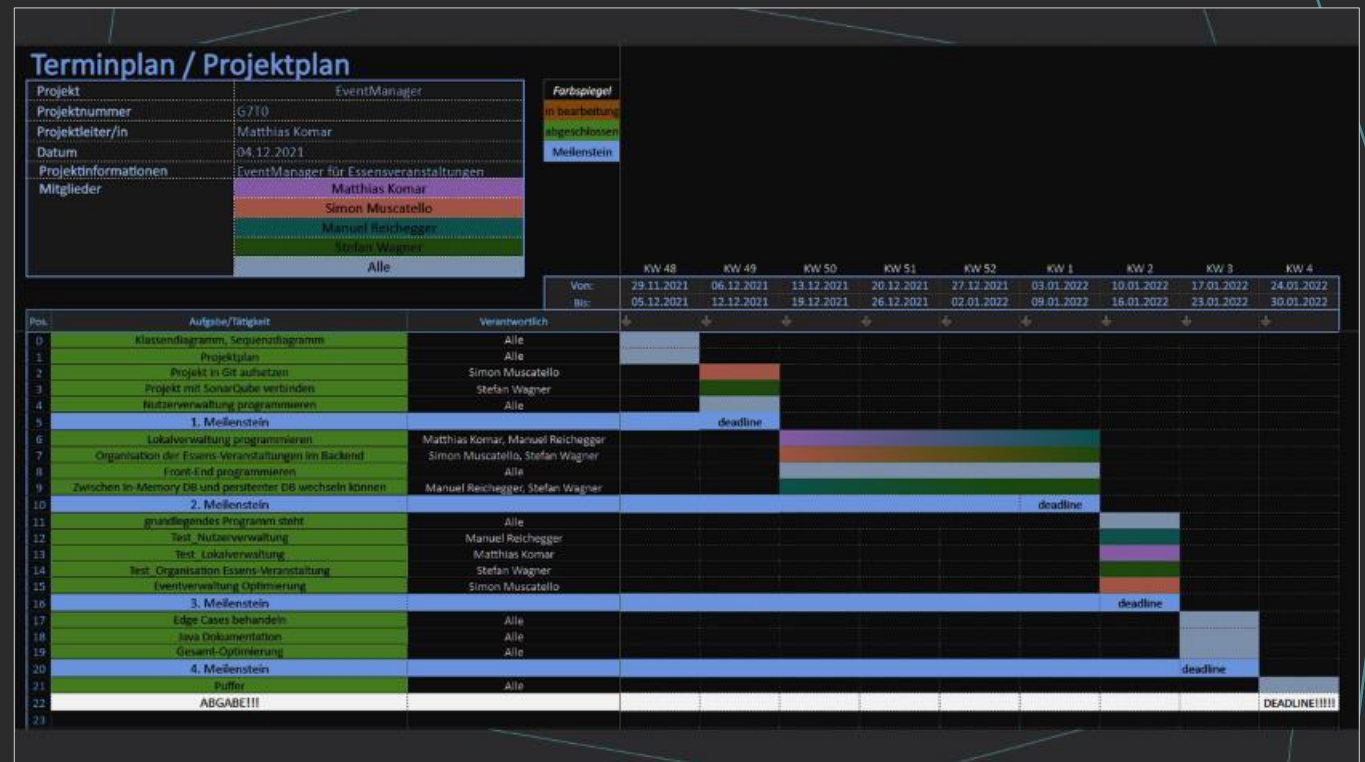 Terminplan / Projektplan
Projekt EventManager
Projektnummer G7T0
Projektleiter/in Matthias Komar
Datum 04.12.2021
Projektinformationen EventManager für Essensveranstaltungen
Mitglieder Matthias Komar
Simon Muscatello
Manuel Reichegger
Stefan Wagner
Alle
Farbspiegel
in bearbeitung
abgeschlossen
Meilenstein
KW 48 KW 49 KW 50 KW 51 KW 52 KW 1 KW 2 KW 3 KW 4
Von: 29.11.2021 06.12.2021 13.12.2021 20.12.2021 27.12.2021 03.01.2022 10.01.2022 17.01.2022 24.01.2022
Bis: 05.12.2021 12.12.2021 19.12.2021 26.12.2021 02.01.2022 09.01.2022 16.01.2022 23.01.2022 30.01.2022
Pos. Aufgabe/Tätigkeit Verantwortlich
0 Klassendiagramm, Sequenzdiagramm Alle
1 Projektplan Alle
2 Projekt in Git aufsetzen Simon Muscatello
3 Projekt mit SonarQube verbinden Stefan Wagner
4 Nutzerverwaltung programmieren Alle
5 1. Meilenstein deadline
6 Lokalverwaltung programmieren Matthias Komar, Manuel Reichegger
7 Organisation der Essens-Veranstaltungen im Backend Simon Muscatello, Stefan Wagner
8 Front-End programmieren Alle
9 Zwischen In-Memory DB und persitenter DB wechseln können Manuel Reichegger, Stefan Wagner
10 2. Meilenstein deadline
11 grundlegendes Programm steht Alle
12 Test_Nutzerverwaltung Manuel Reichegger
13 Test_Lokalverwaltung Matthias Komar
14 Test_Organisation Essens-Veranstaltung Stefan Wagner
15 Eventverwaltung Optimierung Simon Muscatello
16 3. Meilenstein deadline
17 Edge Cases behandeln Alle
18 Java Dokumentation Alle
19 Gesamt-Optimierung Alle
20 4. Meilenstein deadline
21 Puffer Alle
22 ABGABE!!! DEADLINE!!!!!
23